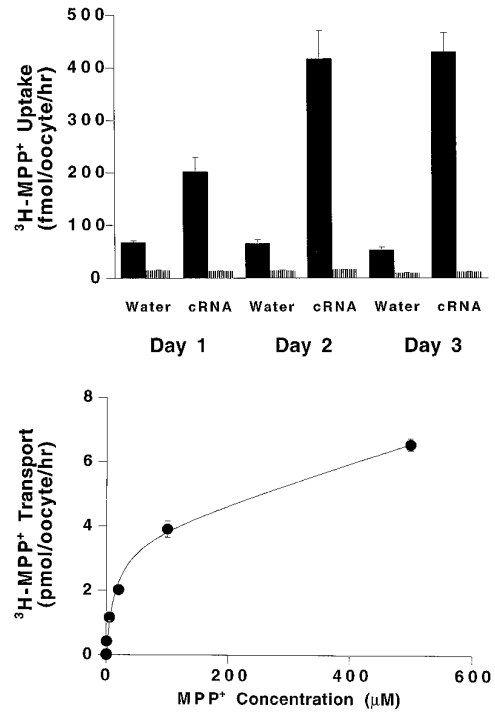 ³H-MPP⁺ Uptake
(fmol/oocyte/hr)
500
400
300
200
100
0
Water cRNA Water cRNA Water cRNA
Day 1 Day 2 Day 3
³H-MPP⁺ Transport
(pmol/oocyte/hr)
8
6
4
2
0
0 200 400 600
MPP⁺ Concentration (μM)